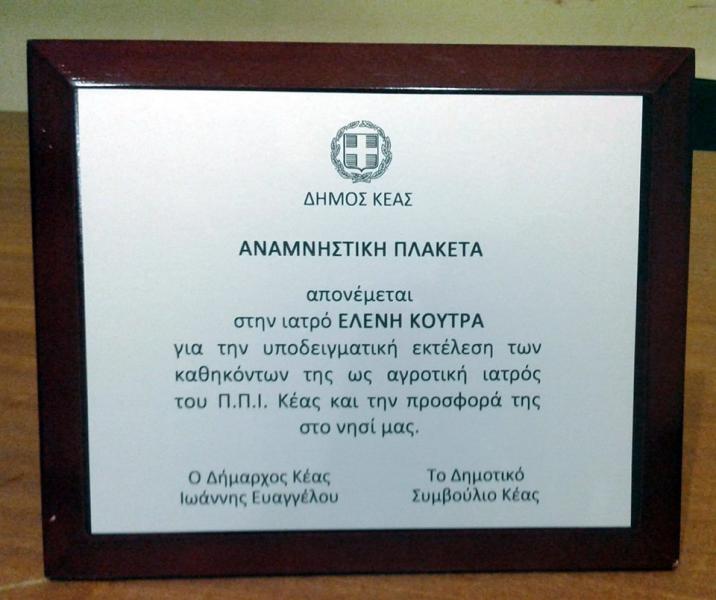 ΔΗΜΟΣ ΚΕΑΣ
ΑΝΑΜΝΗΣΤΙΚΗ ΠΛΑΚΕΤΑ
απονέμεται
στην ιατρό ΕΛΕΝΗ ΚΟΥΤΡΑ
για την υποδειγματική εκτέλεση των
καθηκόντων της ως αγροτική ιατρός
του Π.Π.Ι. Κέας και την προσφορά της
στο νησί μας.
Ο Δήμαρχος Κέας
Ιωάννης Ευαγγέλου
Το Δημοτικό
Συμβούλιο Κέας